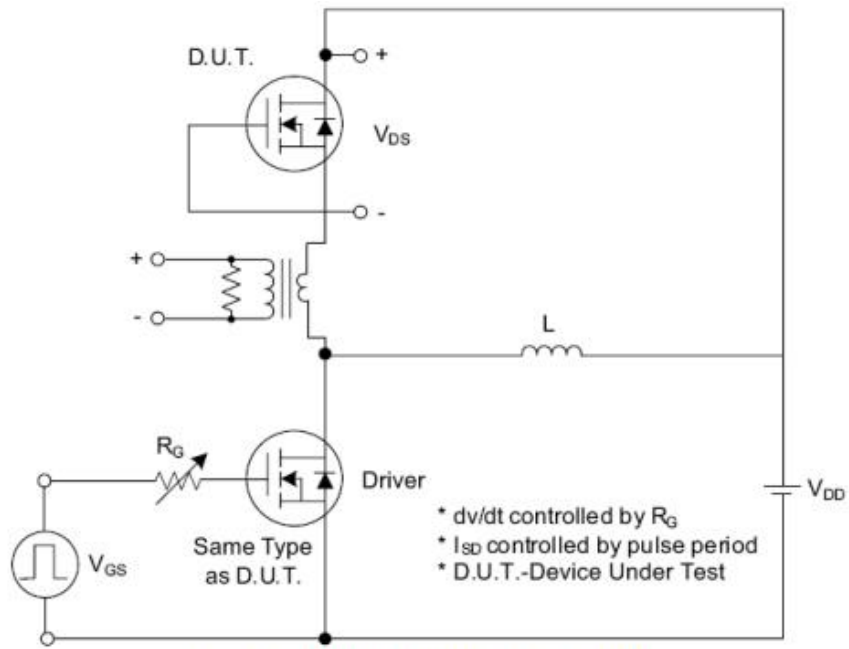 D.U.T.
+
VDS
-
+
-
L
RG
Driver
VDD
VGS
Same Type
as D.U.T.
* dv/dt controlled by RG
* ISD controlled by pulse period
* D.U.T.-Device Under Test